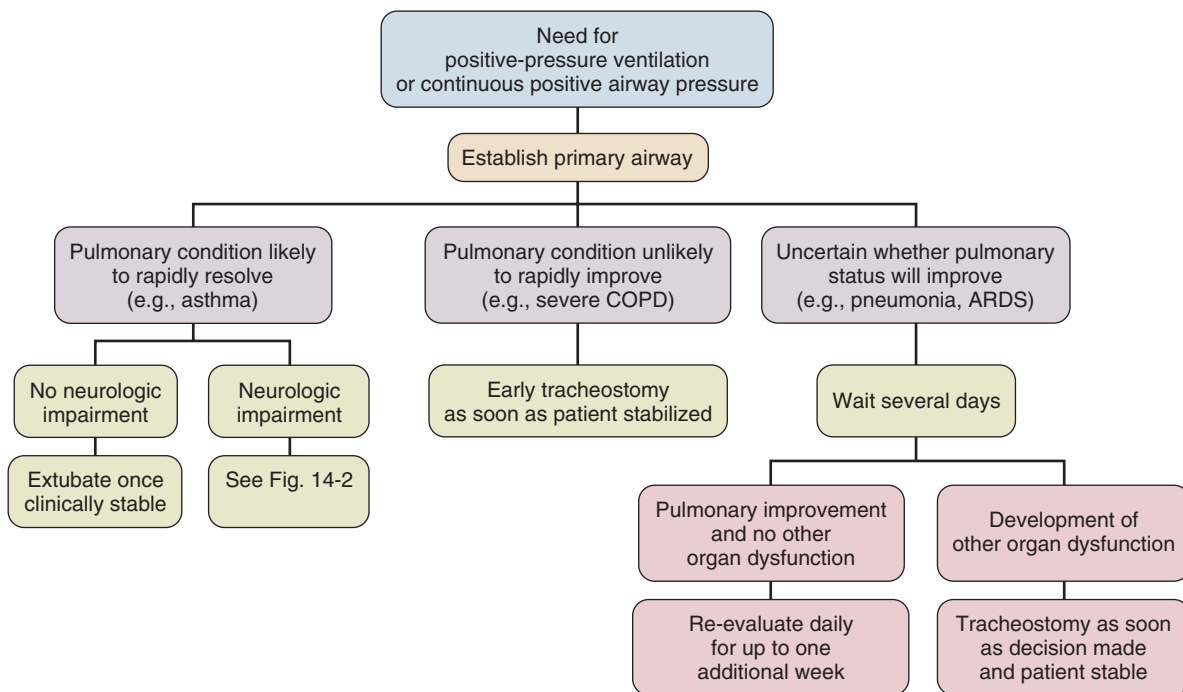 Need for
positive-pressure ventilation
or continuous positive airway pressure
Establish primary airway
Pulmonary condition likely
to rapidly resolve
(e.g., asthma)
Pulmonary condition unlikely
to rapidly improve
(e.g., severe COPD)
Uncertain whether pulmonary
status will improve
(e.g., pneumonia, ARDS)
No neurologic
impairment
Neurologic
impairment
Early tracheostomy
as soon as patient stabilized
Wait several days
Extubate once
clinically stable
See Fig. 14-2
Pulmonary improvement
and no other
organ dysfunction
Development of
other organ dysfunction
Re-evaluate daily
for up to one
additional week
Tracheostomy as soon
as decision made
and patient stable